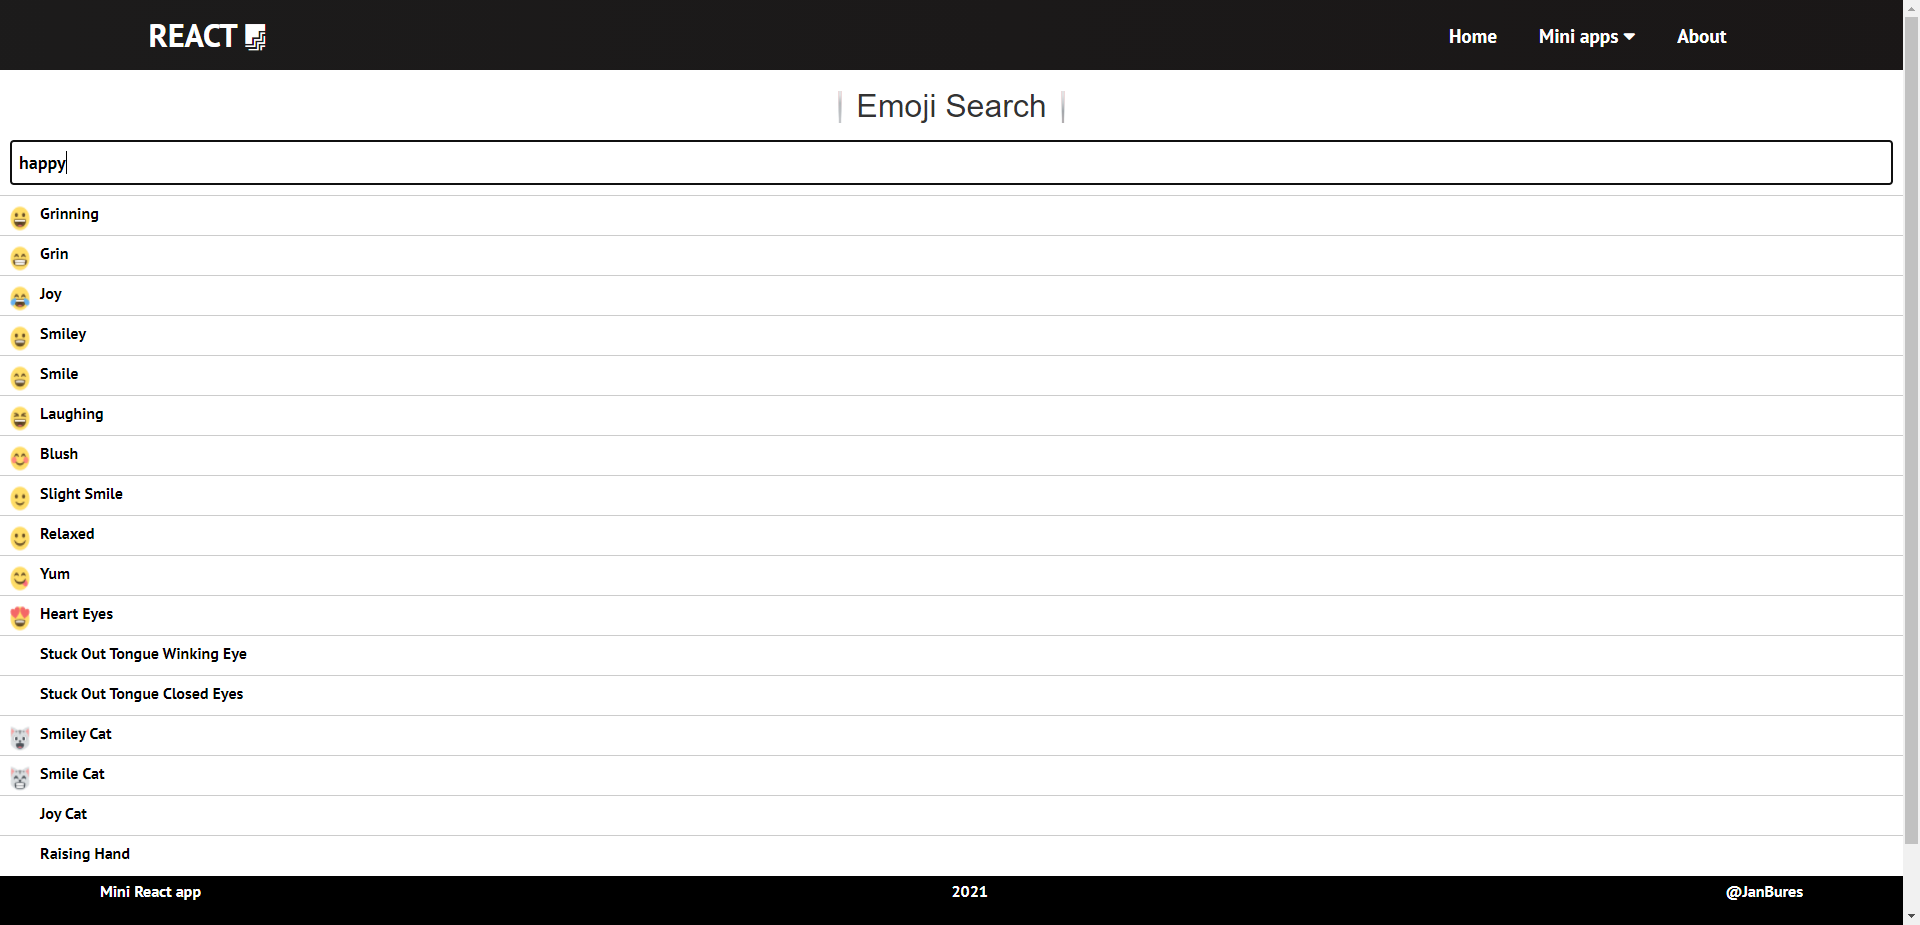 REACT
Home Mini apps About
Emoji Search
happy
Grinning
Grin
Joy
Smiley
Smile
Laughing
Blush
Slight Smile
Relaxed
Yum
Heart Eyes
Stuck Out Tongue Winking Eye
Stuck Out Tongue Closed Eyes
Smiley Cat
Smile Cat
Joy Cat
Raising Hand
Mini React app 2021 @JanBures